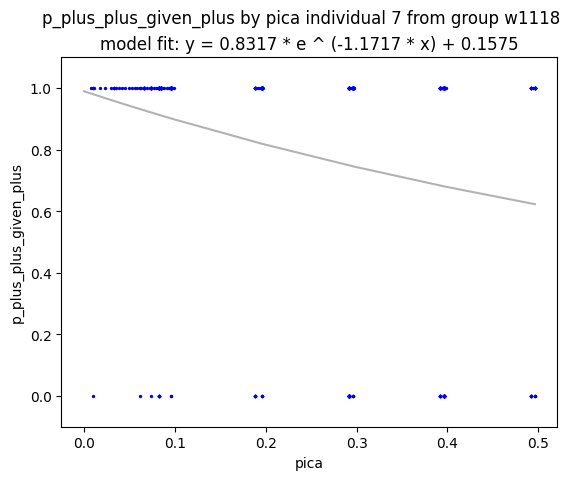 p_plus_plus_given_plus by pica individual 7 from group w1118
model fit: y = 0.8317 * e ^ (-1.1717 * x) + 0.1575
1.0
0.8
0.6
0.4
0.2
0.0
p_plus_plus_given_plus
0.0 0.1 0.2 0.3 0.4 0.5
pica